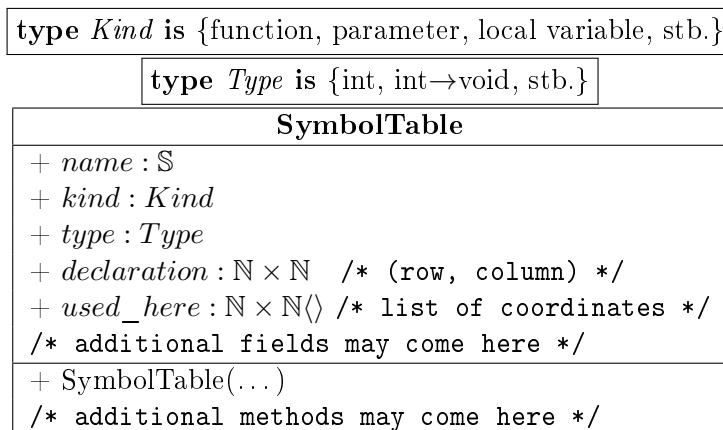 type Kind is {function, parameter, local variable, stb.}
type Type is {int, int→void, stb.}
SymbolTable
+ name : 𝕊
+ kind : Kind
+ type : Type
+ declaration : ℕ × ℕ /* (row, column) */
+ used_here : ℕ × ℕ⟨⟩ /* list of coordinates */
/* additional fields may come here */
+ SymbolTable(...)
/* additional methods may come here */